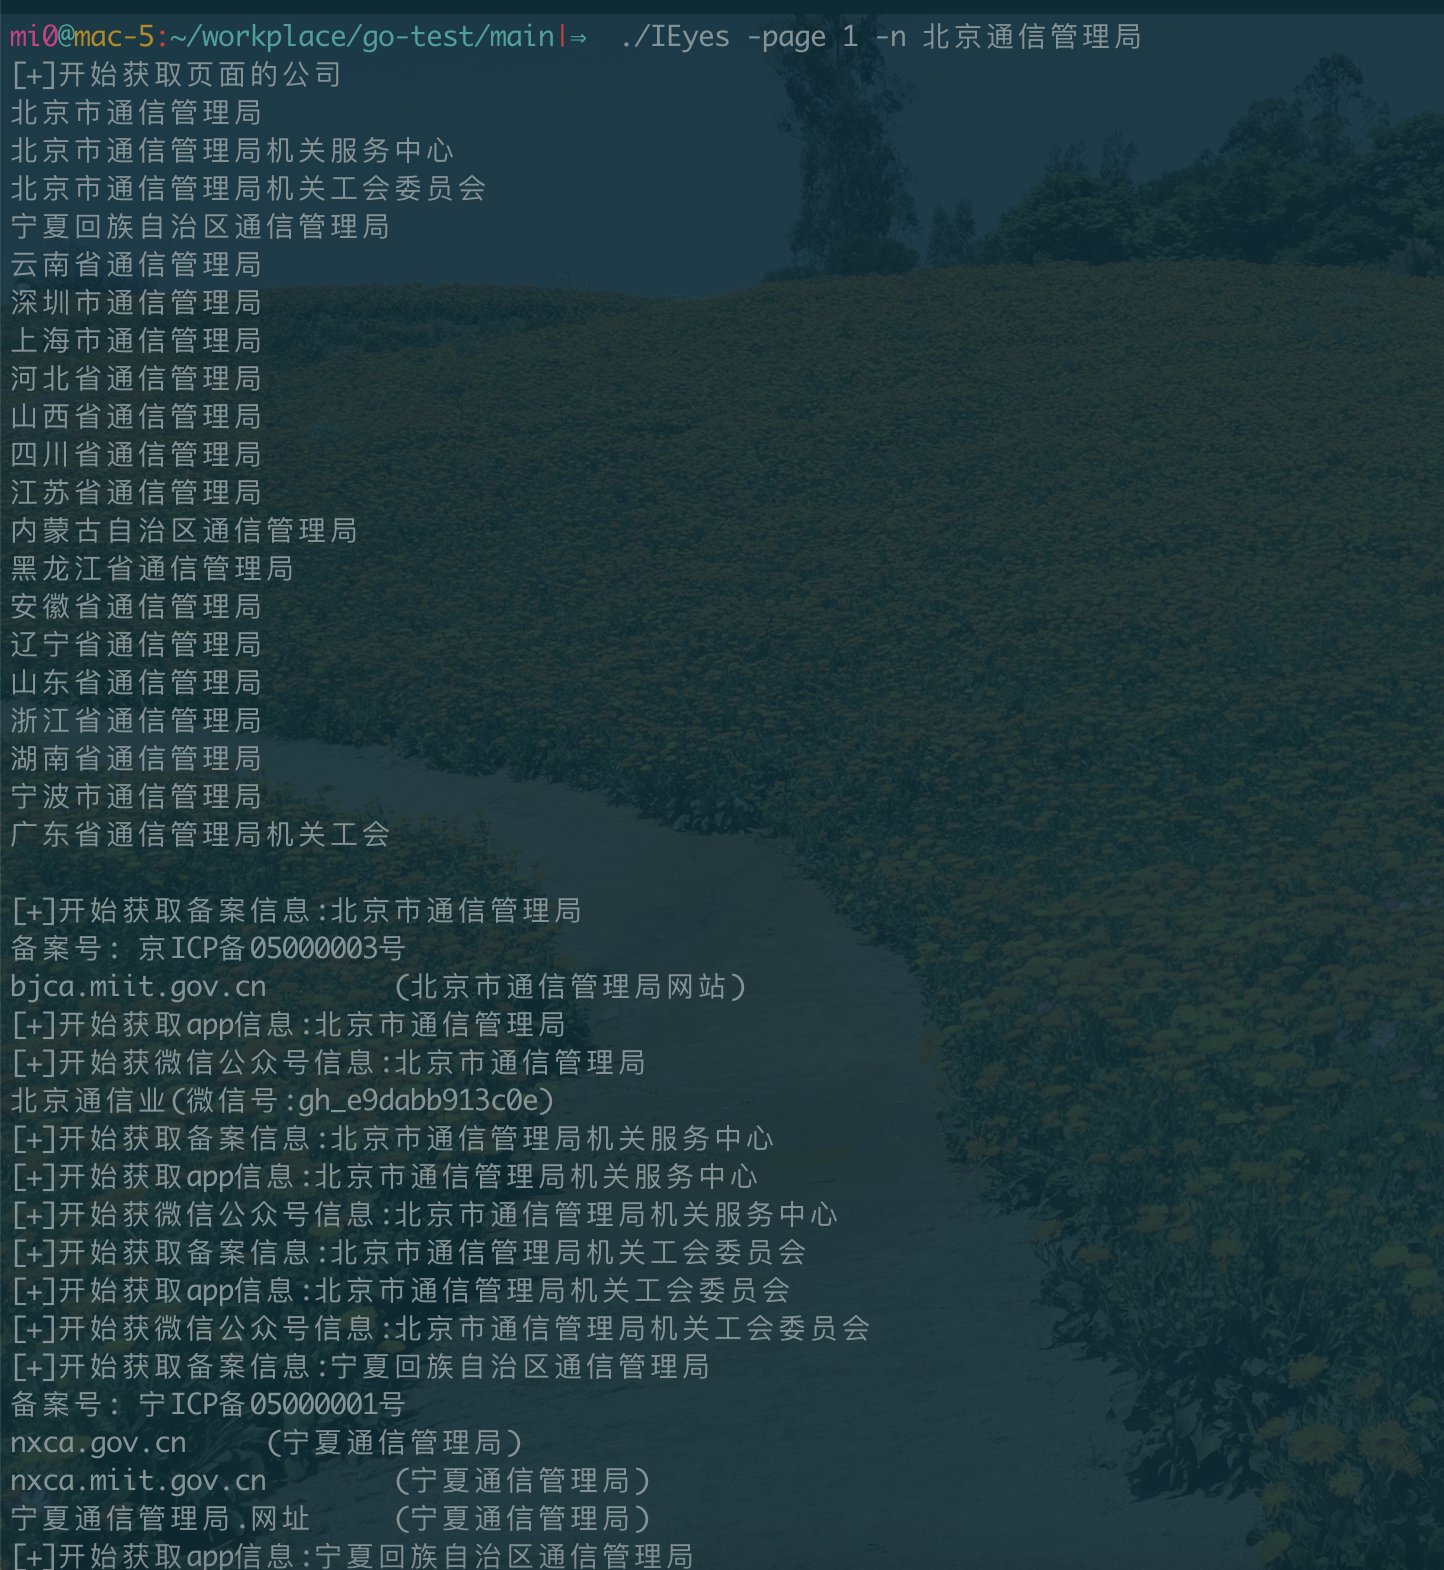 mi0@mac-5:~/workplace/go-test/main|⇒  ./IEyes -page 1 -n 北京通信管理局
[+]开始获取页面的公司
北京市通信管理局
北京市通信管理局机关服务中心
北京市通信管理局机关工会委员会
宁夏回族自治区通信管理局
云南省通信管理局
深圳市通信管理局
上海市通信管理局
河北省通信管理局
山西省通信管理局
四川省通信管理局
江苏省通信管理局
内蒙古自治区通信管理局
黑龙江省通信管理局
安徽省通信管理局
辽宁省通信管理局
山东省通信管理局
浙江省通信管理局
湖南省通信管理局
宁波市通信管理局
广东省通信管理局机关工会
[+]开始获取备案信息:北京市通信管理局
备案号: 京ICP备05000003号
bjca.miit.gov.cn        (北京市通信管理局网站)
[+]开始获取app信息:北京市通信管理局
[+]开始获微信公众号信息:北京市通信管理局
北京通信业(微信号:gh_e9dabb913c0e)
[+]开始获取备案信息:北京市通信管理局机关服务中心
[+]开始获取app信息:北京市通信管理局机关服务中心
[+]开始获微信公众号信息:北京市通信管理局机关服务中心
[+]开始获取备案信息:北京市通信管理局机关工会委员会
[+]开始获取app信息:北京市通信管理局机关工会委员会
[+]开始获微信公众号信息:北京市通信管理局机关工会委员会
[+]开始获取备案信息:宁夏回族自治区通信管理局
备案号: 宁ICP备05000001号
nxca.gov.cn     (宁夏通信管理局)
nxca.miit.gov.cn        (宁夏通信管理局)
宁夏通信管理局.网址     (宁夏通信管理局)
[+]开始获取app信息:宁夏回族自治区通信管理局